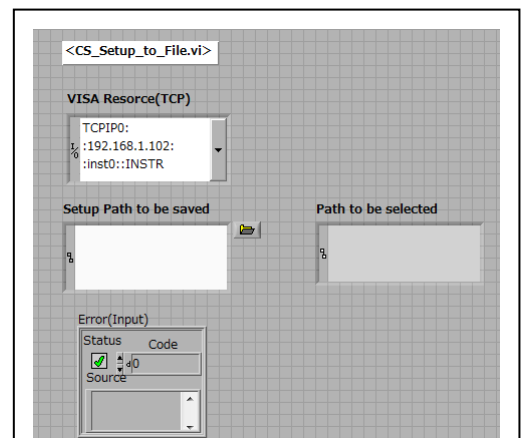 <CS_Setup_to_File.vi>
VISA Resorce(TCP)
TCPIP0:
:192.168.1.102:
:inst0::INSTR
Setup Path to be saved
Path to be selected
Error(Input)
Status Code
d0
Source